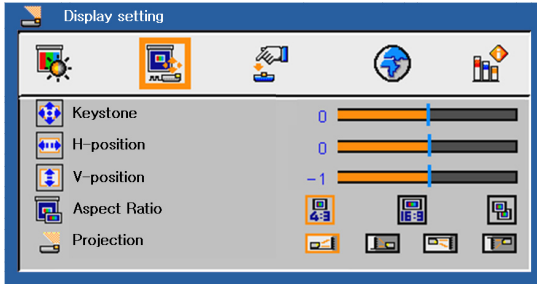 Display setting
Keystone 0
H-position 0
V-position -1
Aspect Ratio 4:3 16:9
Projection